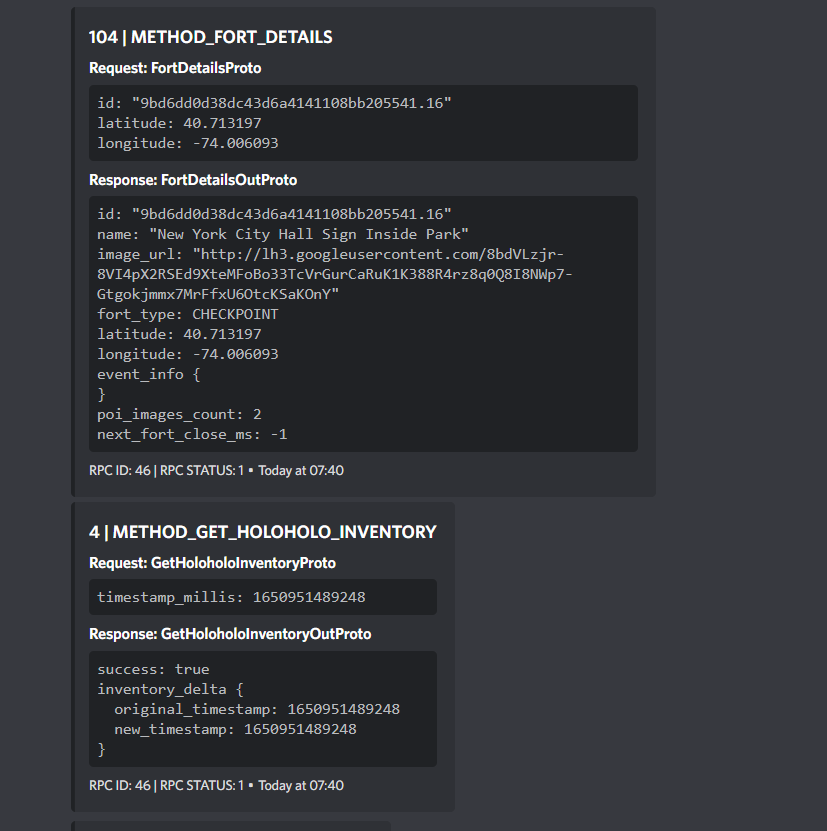 104 | METHOD_FORT_DETAILS
Request: FortDetailsProto
id: "9bd6dd0d38dc43d6a4141108bb205541.16"
latitude: 40.713197
longitude: -74.006093
Response: FortDetailsOutProto
id: "9bd6dd0d38dc43d6a4141108bb205541.16"
name: "New York City Hall Sign Inside Park"
image_url: "http://lh3.googleusercontent.com/8bdVLzjr-
8VI4pX2RSEd9XteMFoBo33TcVrGurCaRuK1K388R4rz8q0Q8I8NWp7-
Gtgokjmmx7MrFfxU6OtcKSaKOnY"
fort_type: CHECKPOINT
latitude: 40.713197
longitude: -74.006093
event_info {
}
poi_images_count: 2
next_fort_close_ms: -1
RPC ID: 46 | RPC STATUS: 1 • Today at 07:40
4 | METHOD_GET_HOLOHOLO_INVENTORY
Request: GetHoloholoInventoryProto
timestamp_millis: 1650951489248
Response: GetHoloholoInventoryOutProto
success: true
inventory_delta {
  original_timestamp: 1650951489248
  new_timestamp: 1650951489248
}
RPC ID: 46 | RPC STATUS: 1 • Today at 07:40